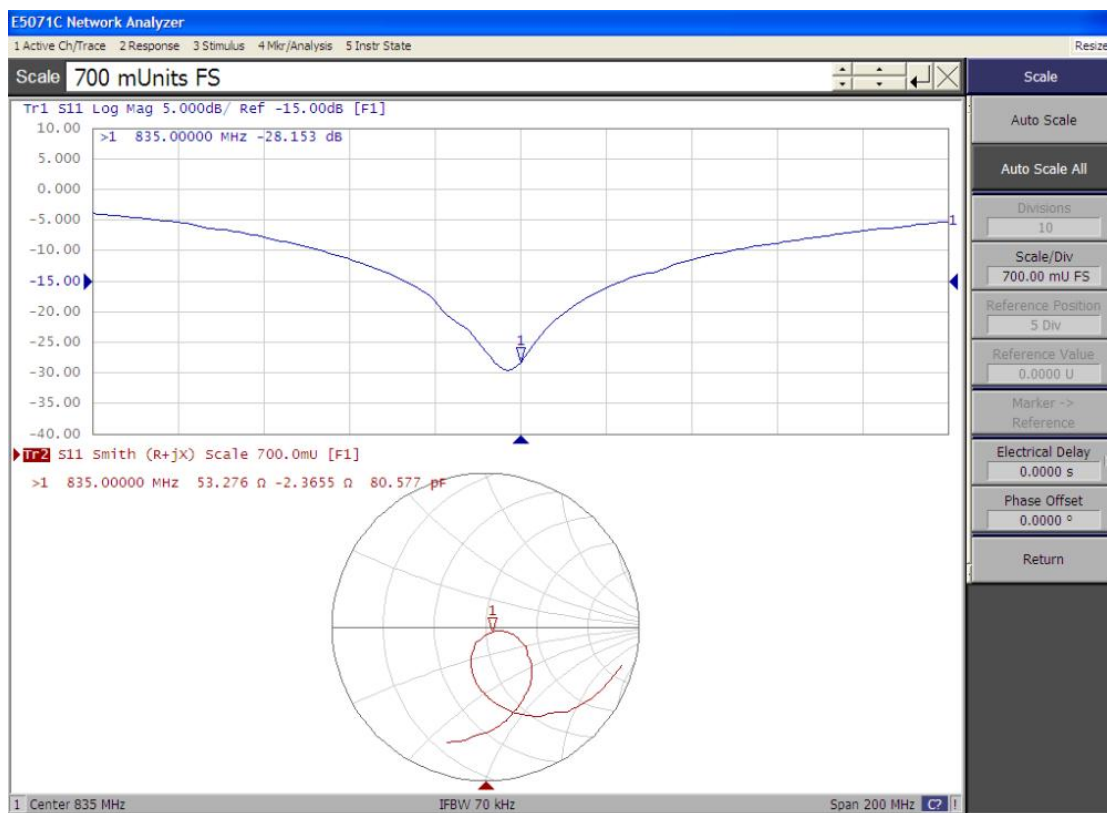 E5071C Network Analyzer
1 Active Ch/Trace 2 Response 3 Stimulus 4 Mkr/Analysis 5 Instr State
Resize
Scale 700 mUnits FS
Scale
Tr1 S11 Log Mag 5.000dB/ Ref -15.00dB [F1]
10.00
>1 835.00000 MHz -28.153 dB
5.000
0.000
-5.000
1
-10.00
-15.00
-20.00
-25.00
1
-30.00
-35.00
-40.00
Tr2 S11 Smith (R+jX) Scale 700.0mU [F1]
>1 835.00000 MHz 53.276 Ω -2.3655 Ω 80.577 pF
1
Auto Scale
Auto Scale All
Divisions
10
Scale/Div
700.00 mU FS
Reference Position
5 Div
Reference Value
0.0000 U
Marker ->
Reference
Electrical Delay
0.0000 s
Phase Offset
0.0000 °
Return
1 Center 835 MHz IFBW 70 kHz Span 200 MHz C? !